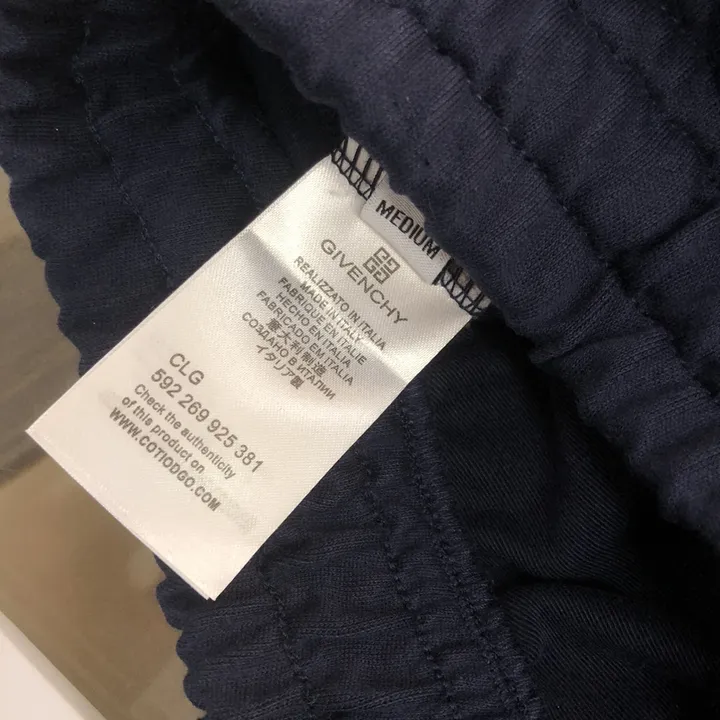 MEDIUM
GIVENCHY
REALIZZATO IN ITALIA
MADE IN ITALY
FABRIQUE EN ITALIE
HECHO EN ITALIA
FABRICADO EM ITALIA
意大利制造
СОЗДАНО В ИТАЛИИ
イタリア製
CLG
592 269 925 381
Check the authenticity
of this product on
WWW.COTIODGO.COM